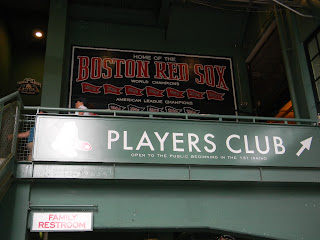 HOME OF THE
BOSTON RED SOX
WORLD CHAMPIONS
AMERICAN LEAGUE CHAMPIONS
PLAYERS CLUB
OPEN TO THE PUBLIC BEGINNING IN THE 1ST INNING
FAMILY
RESTROOM